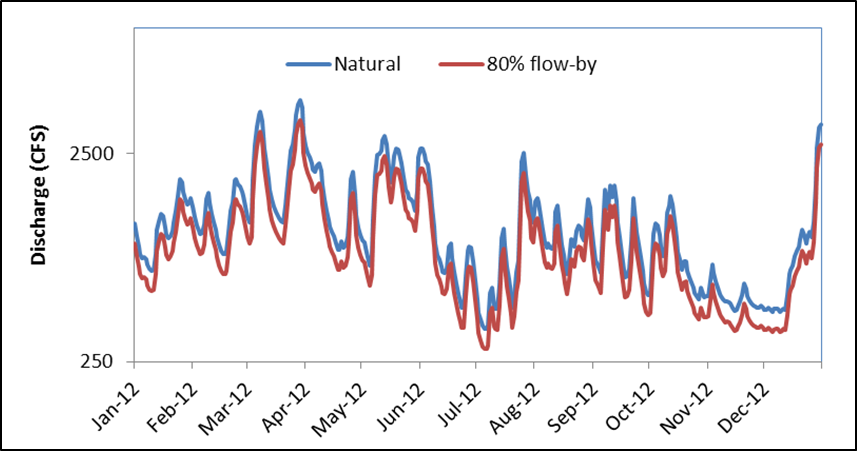 Natural
80% flow-by
Discharge (CFS)
2500
250
Jan-12
Feb-12
Mar-12
Apr-12
May-12
Jun-12
Jul-12
Aug-12
Sep-12
Oct-12
Nov-12
Dec-12